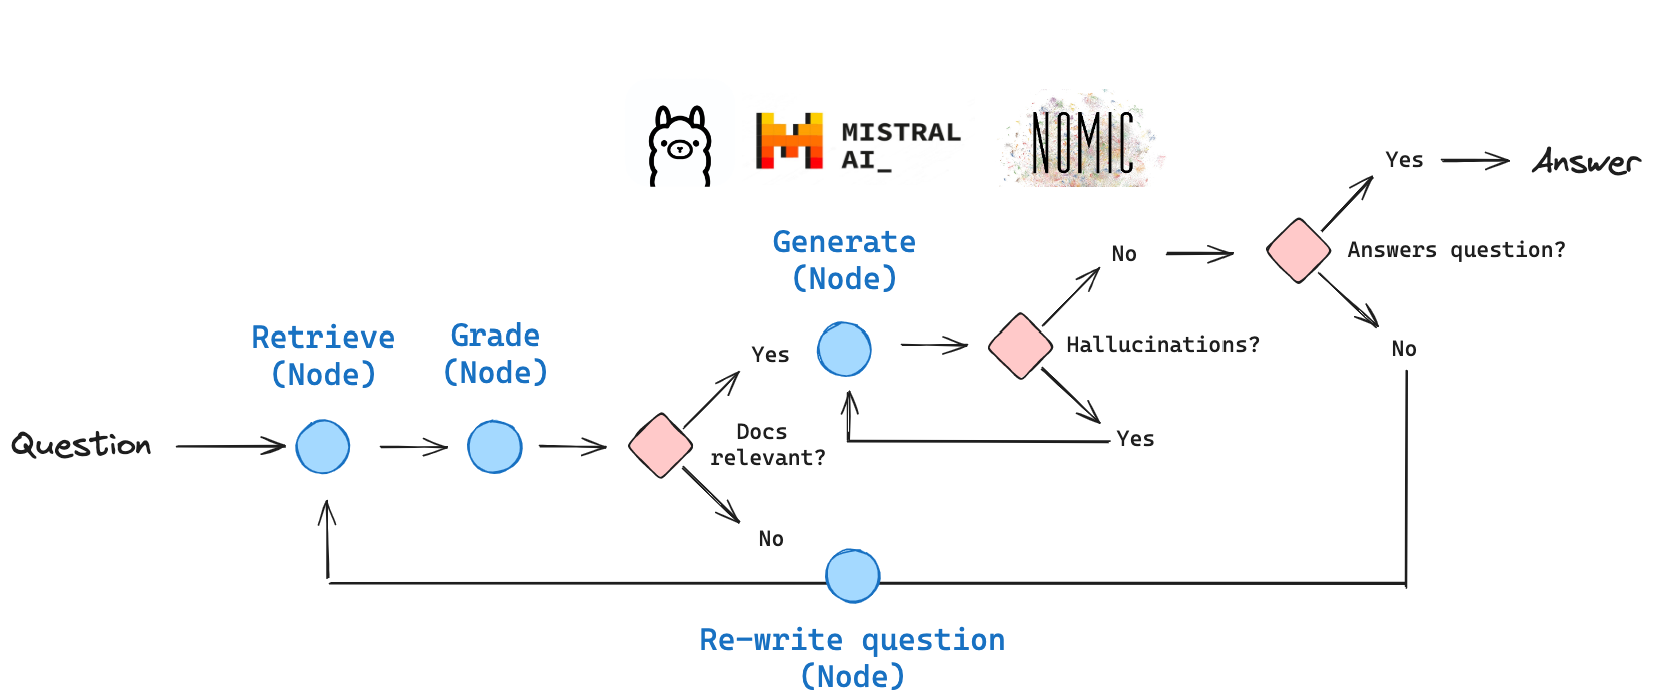 MISTRAL
AI_
NOMIC
Yes
Answer
Generate
(Node)
No
Answers question?
Retrieve
(Node)
Grade
(Node)
Yes
Hallucinations?
No
Question
Docs
relevant?
Yes
No
Re-write question
(Node)